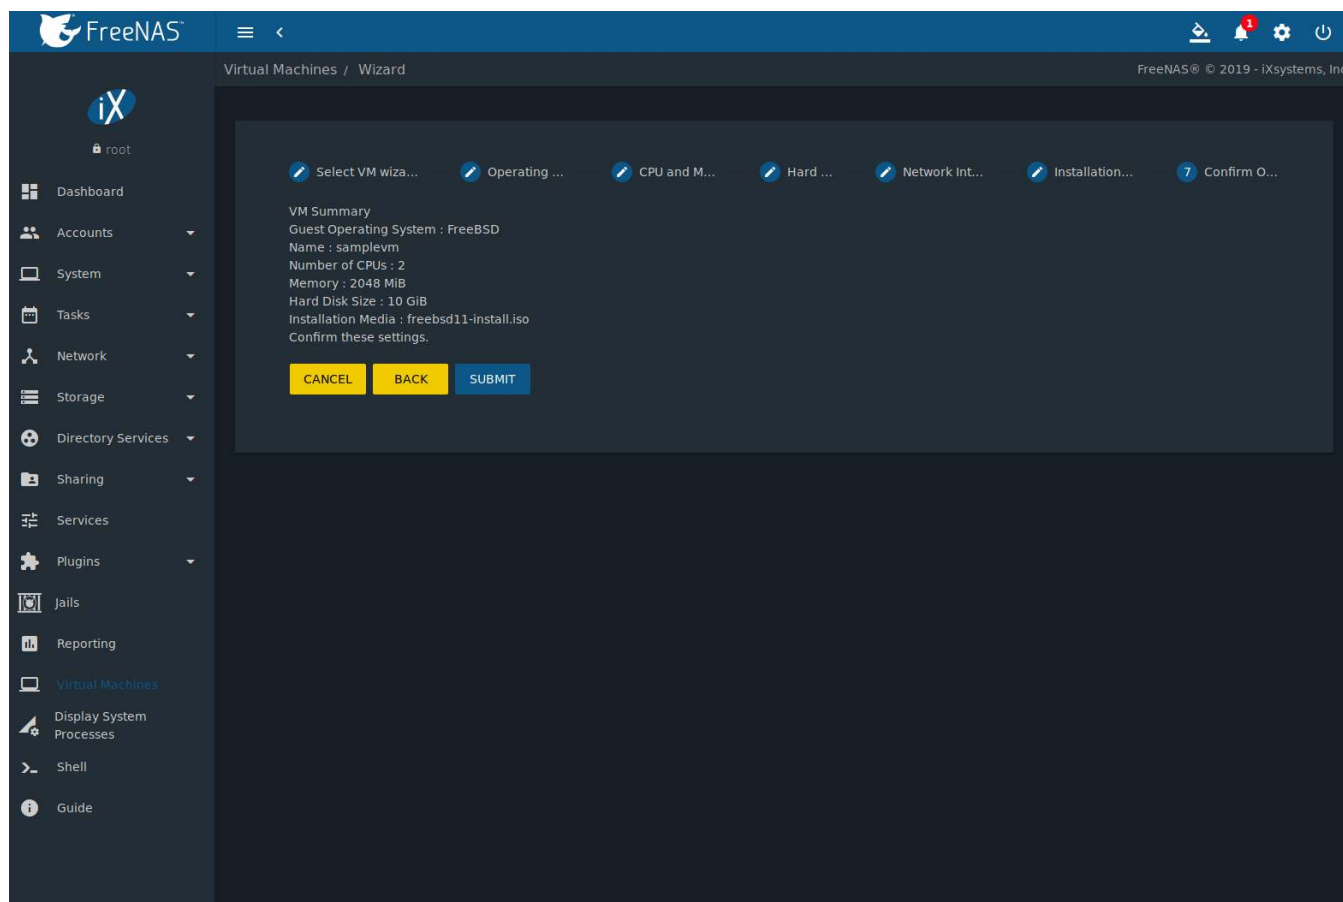 FreeNAS
1
Virtual Machines / Wizard
FreeNAS® © 2019 - iXsystems, Inc
iX
root
Dashboard
Accounts
System
Tasks
Network
Storage
Directory Services
Sharing
Services
Plugins
Jails
Reporting
Virtual Machines
Display System
Processes
Shell
Guide
Select VM wiza...
Operating ...
CPU and M...
Hard ...
Network Int...
Installation...
7 Confirm O...
VM Summary
Guest Operating System : FreeBSD
Name : samplevm
Number of CPUs : 2
Memory : 2048 MiB
Hard Disk Size : 10 GiB
Installation Media : freebsd11-install.iso
Confirm these settings.
CANCEL
BACK
SUBMIT